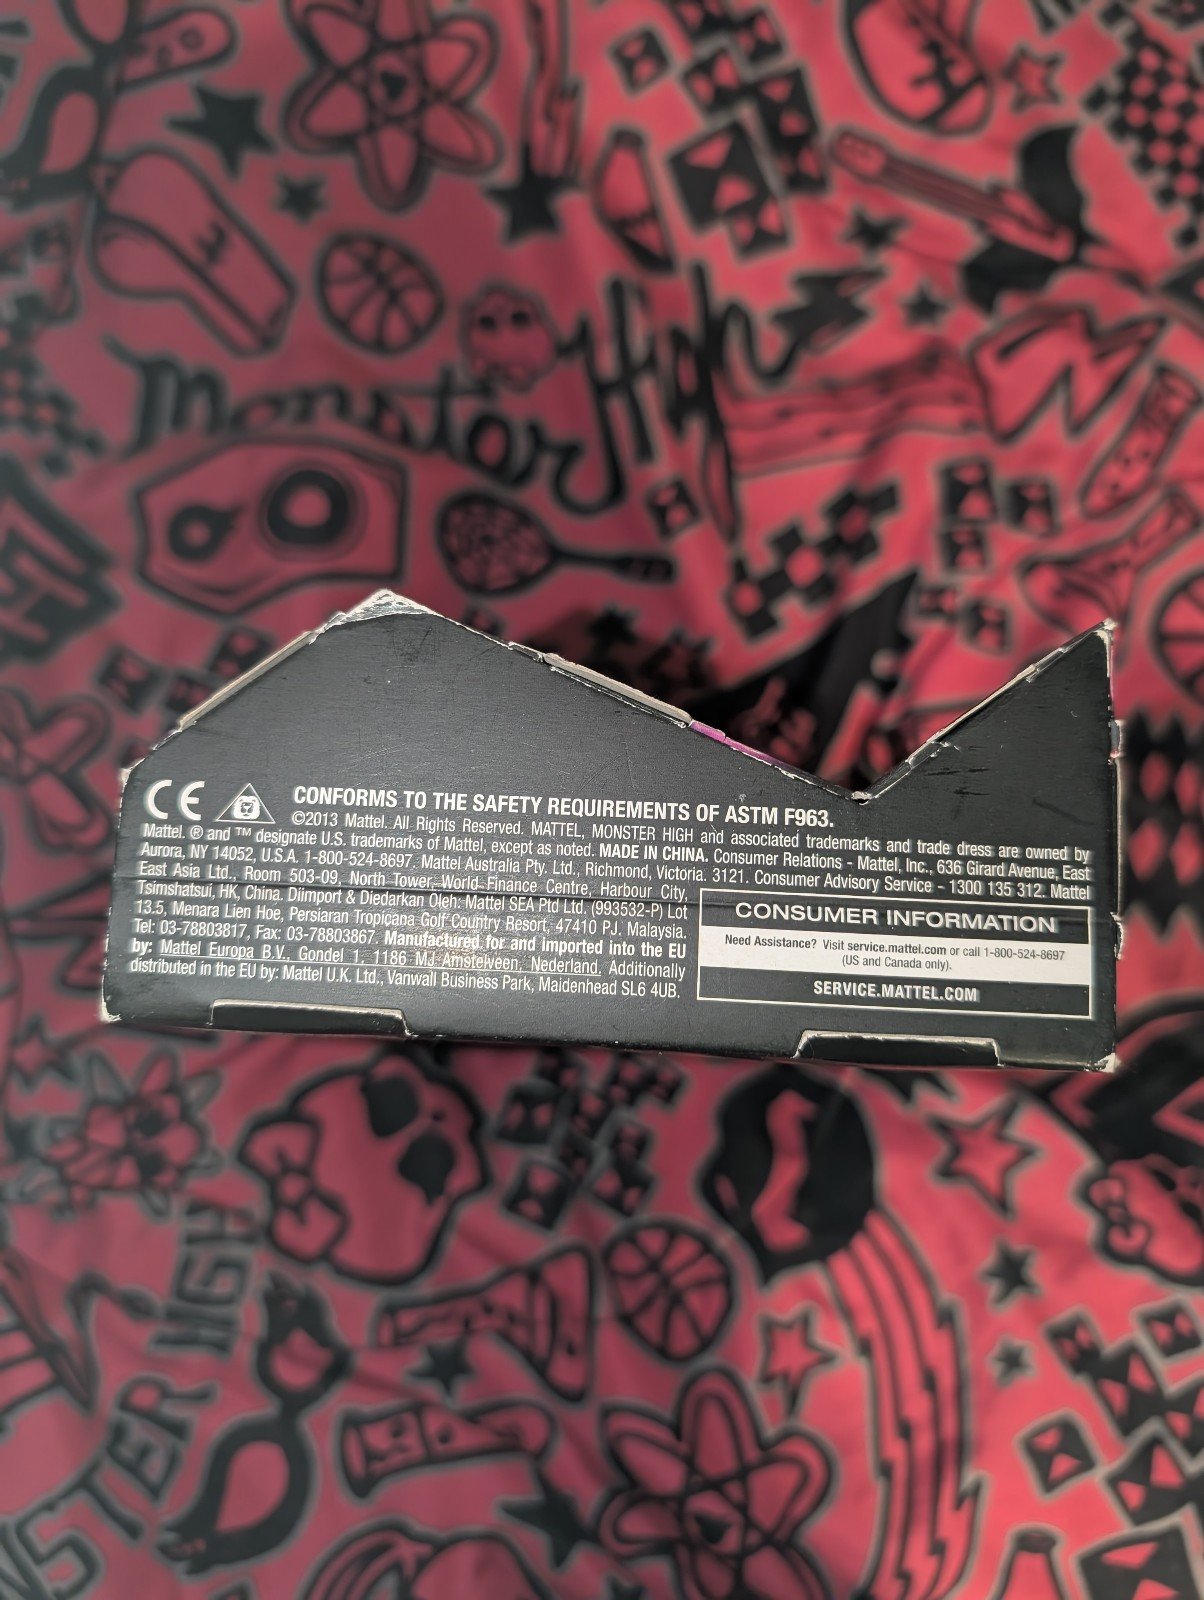 Monster High
CE
CONFORMS TO THE SAFETY REQUIREMENTS OF ASTM F963.
©2013 Mattel. All Rights Reserved. MATTEL, MONSTER HIGH and associated trademarks and trade dress are owned by
Mattel. ® and ™ designate U.S. trademarks of Mattel, except as noted. MADE IN CHINA. Consumer Relations - Mattel, Inc., 636 Girard Avenue, East
Aurora, NY 14052, U.S.A. 1-800-524-8697. Mattel Australia Pty. Ltd., Richmond, Victoria. 3121. Consumer Advisory Service - 1300 135 312. Mattel
East Asia Ltd., Room 503-09, North Tower, World Finance Centre, Harbour City,
Tsimshatsui, HK, China. Diimport & Diedarkan Oleh: Mattel SEA Ptd Ltd. (993532-P) Lot
13.5, Menara Lien Hoe, Persiaran Tropicana Golf Country Resort, 47410 PJ. Malaysia.
Tel: 03-78803817, Fax: 03-78803867. Manufactured for and imported into the EU
by: Mattel Europa B.V., Gondel 1, 1186 MJ Amstelveen, Nederland. Additionally
distributed in the EU by: Mattel U.K. Ltd., Vanwall Business Park, Maidenhead SL6 4UB.
CONSUMER INFORMATION
Need Assistance? Visit service.mattel.com or call 1-800-524-8697
(US and Canada only).
SERVICE.MATTEL.COM
HIGH